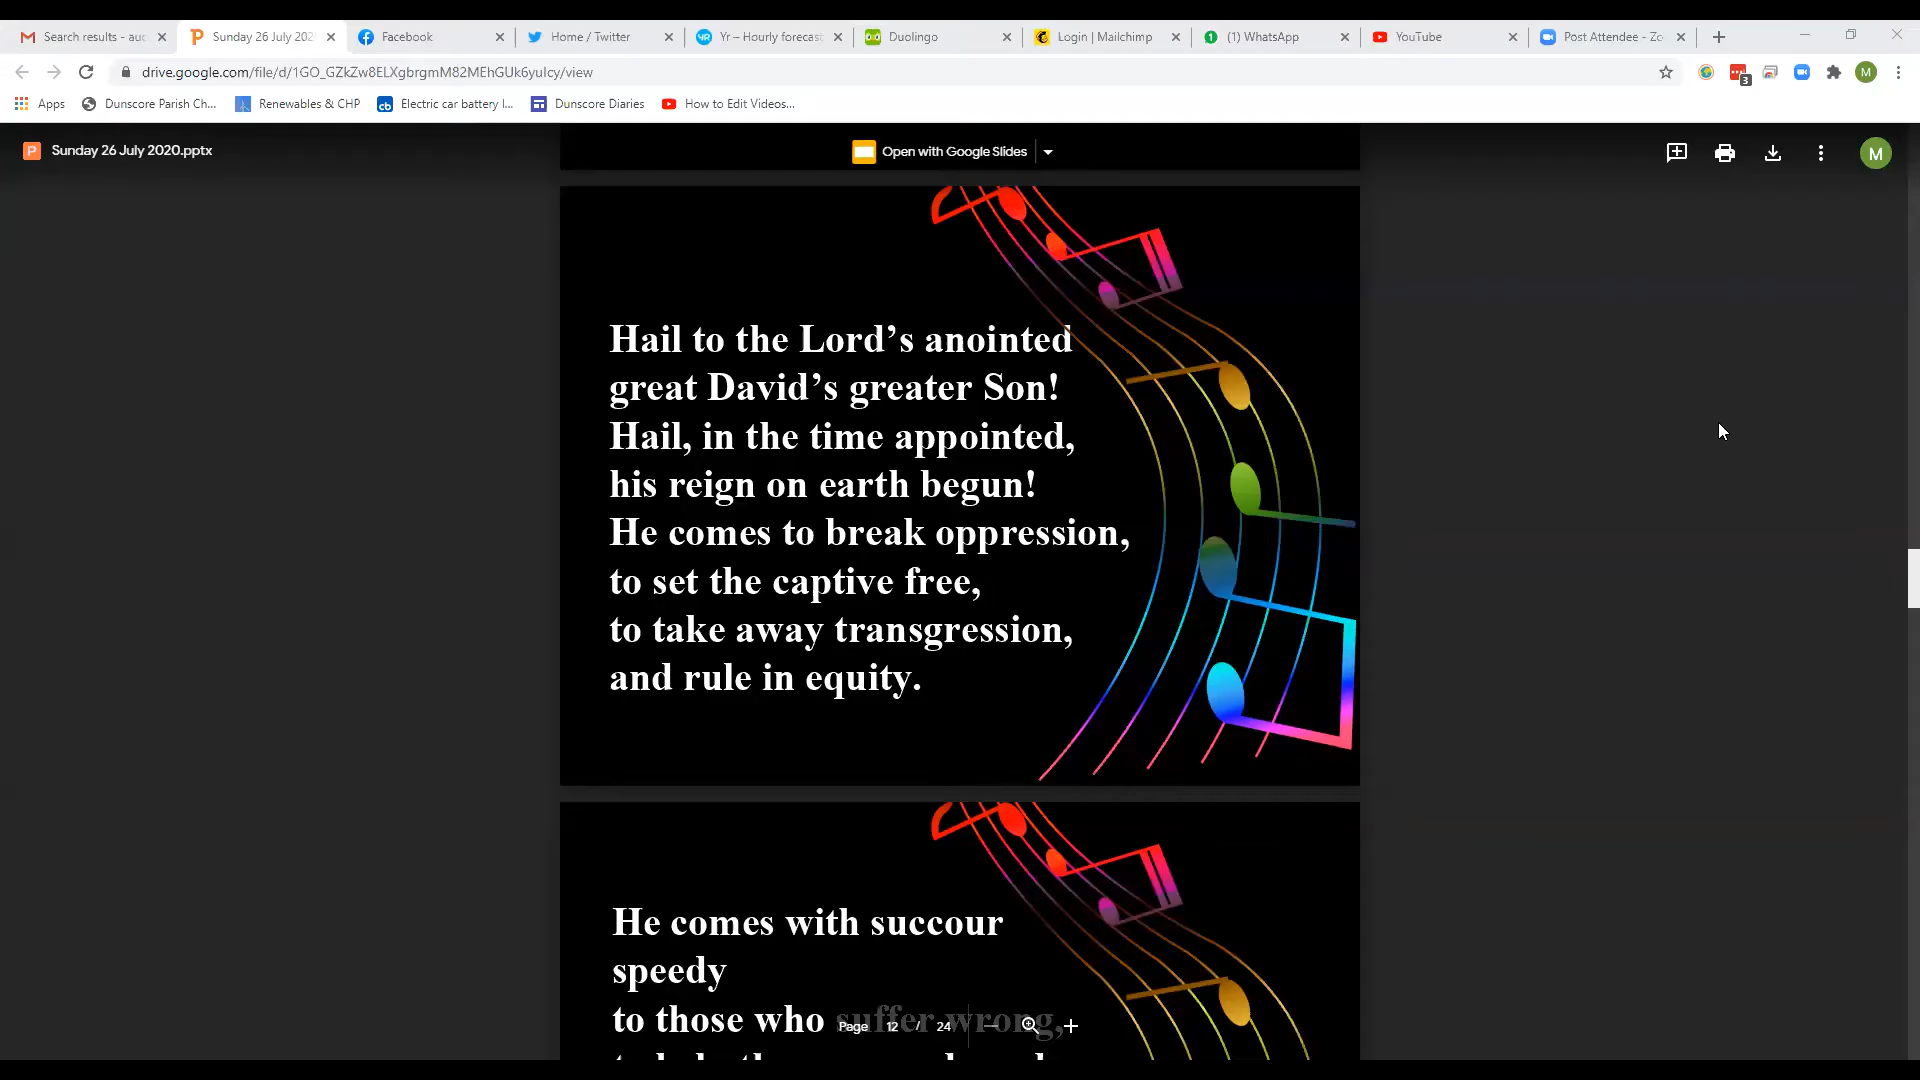 Search results - auc
Sunday 26 July 202
Facebook
Home / Twitter
Yr – Hourly forecas
Duolingo
Login | Mailchimp
(1) WhatsApp
YouTube
Post Attendee - Zo
drive.google.com/file/d/1GO_GZkZw8ELXgbrgmM82MEhGUk6yuIcy/view
3
M
Apps
Dunscore Parish Ch...
Renewables & CHP
Electric car battery l...
Dunscore Diaries
How to Edit Videos...
P Sunday 26 July 2020.pptx
Open with Google Slides
M
Hail to the Lord’s anointed
great David’s greater Son!
Hail, in the time appointed,
his reign on earth begun!
He comes to break oppression,
to set the captive free,
to take away transgression,
and rule in equity.
He comes with succour
speedy
to those who suffer wrong,
Page 12 / 24